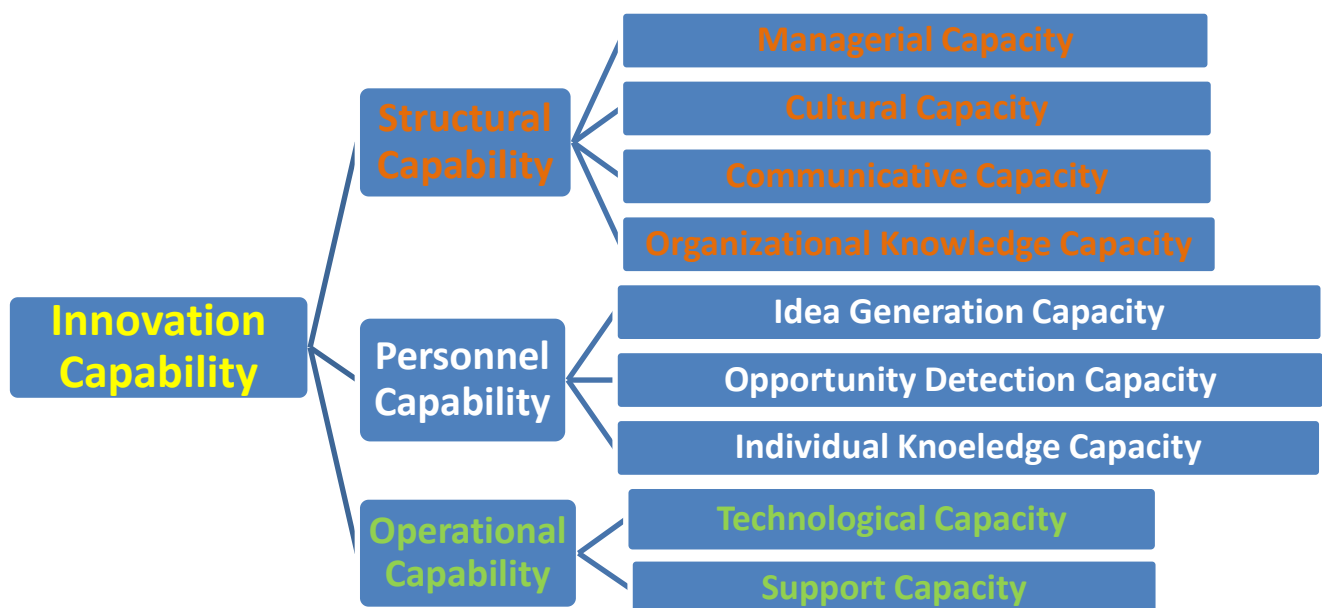 Innovation
Capability
Structural
Capability
Managerial Capacity
Cultural Capacity
Communicative Capacity
Organizational Knowledge Capacity
Personnel
Capability
Idea Generation Capacity
Opportunity Detection Capacity
Individual Knoeledge Capacity
Operational
Capability
Technological Capacity
Support Capacity